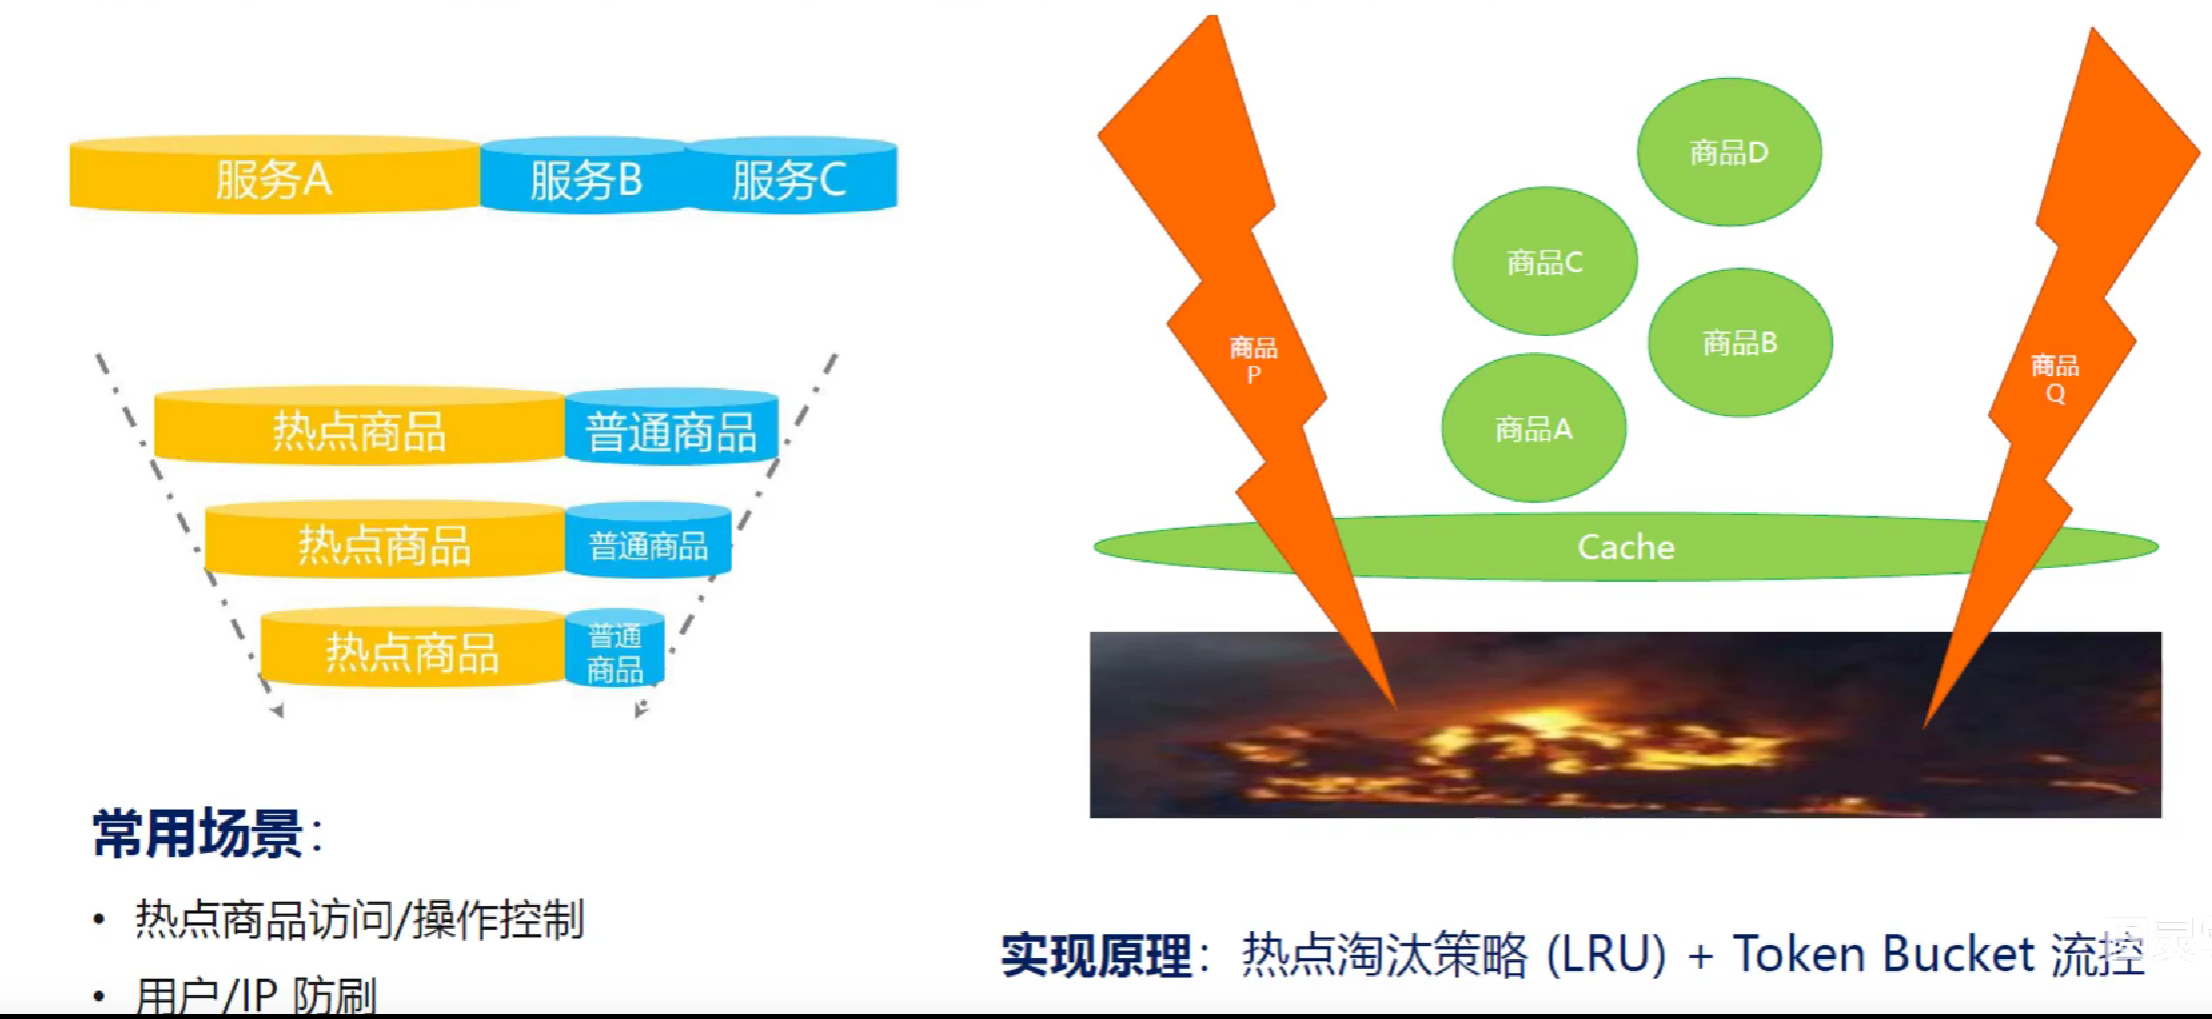 服务A
服务B
服务C
热点商品
普通商品
热点商品
普通商品
热点商品
普通
商品
常用场景：
• 热点商品访问/操作控制
• 用户/IP 防刷
商品D
商品C
商品B
商品A
商品
P
商品
Q
Cache
实现原理：热点淘汰策略 (LRU) + Token Bucket 流控